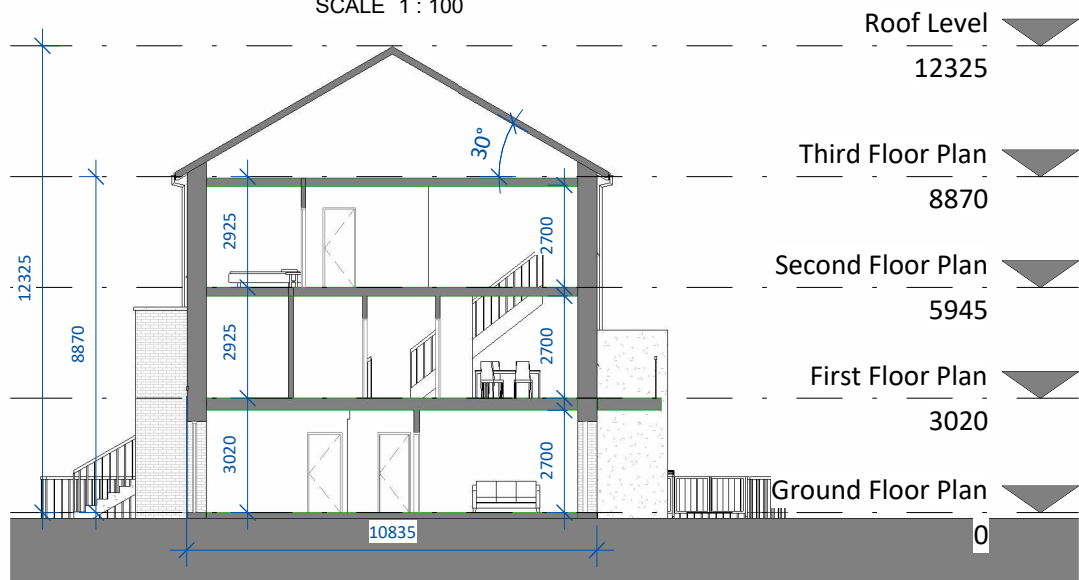 SCALE 1 : 100
Roof Level
12325
30°
Third Floor Plan
8870
2925
2700
12325
Second Floor Plan
5945
8870
2925
2700
First Floor Plan
3020
3020
2700
Ground Floor Plan
0
10835